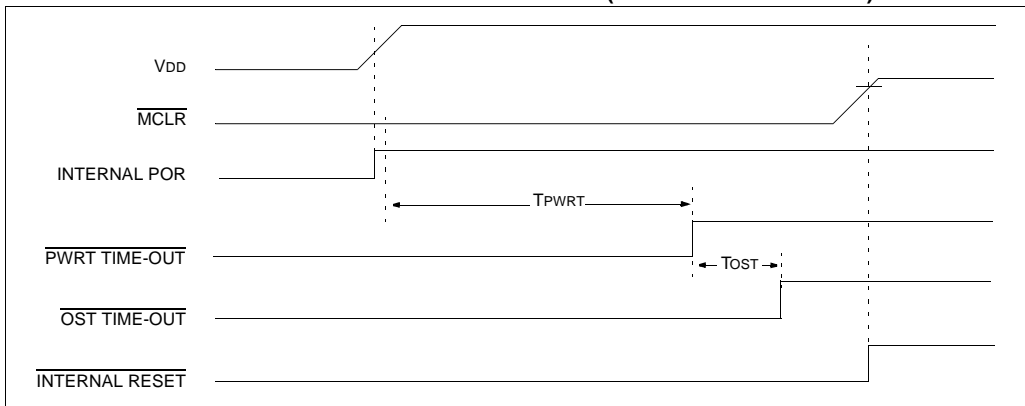 VDD
MCLR
INTERNAL POR
TPWRT
PWRT TIME-OUT
TOST
OST TIME-OUT
INTERNAL RESET